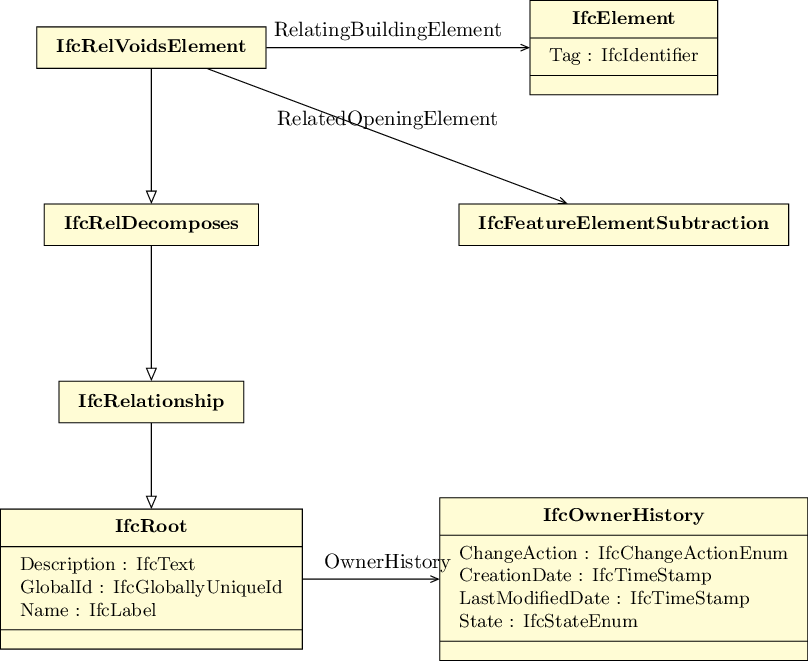 IfcRelVoidsElement
RelatingBuildingElement
IfcElement
Tag : IfcIdentifier
RelatedOpeningElement
IfcRelDecomposes
IfcFeatureElementSubtraction
IfcRelationship
IfcRoot
Description : IfcText
GlobalId : IfcGloballyUniqueId
Name : IfcLabel
OwnerHistory
IfcOwnerHistory
ChangeAction : IfcChangeActionEnum
CreationDate : IfcTimeStamp
LastModifiedDate : IfcTimeStamp
State : IfcStateEnum